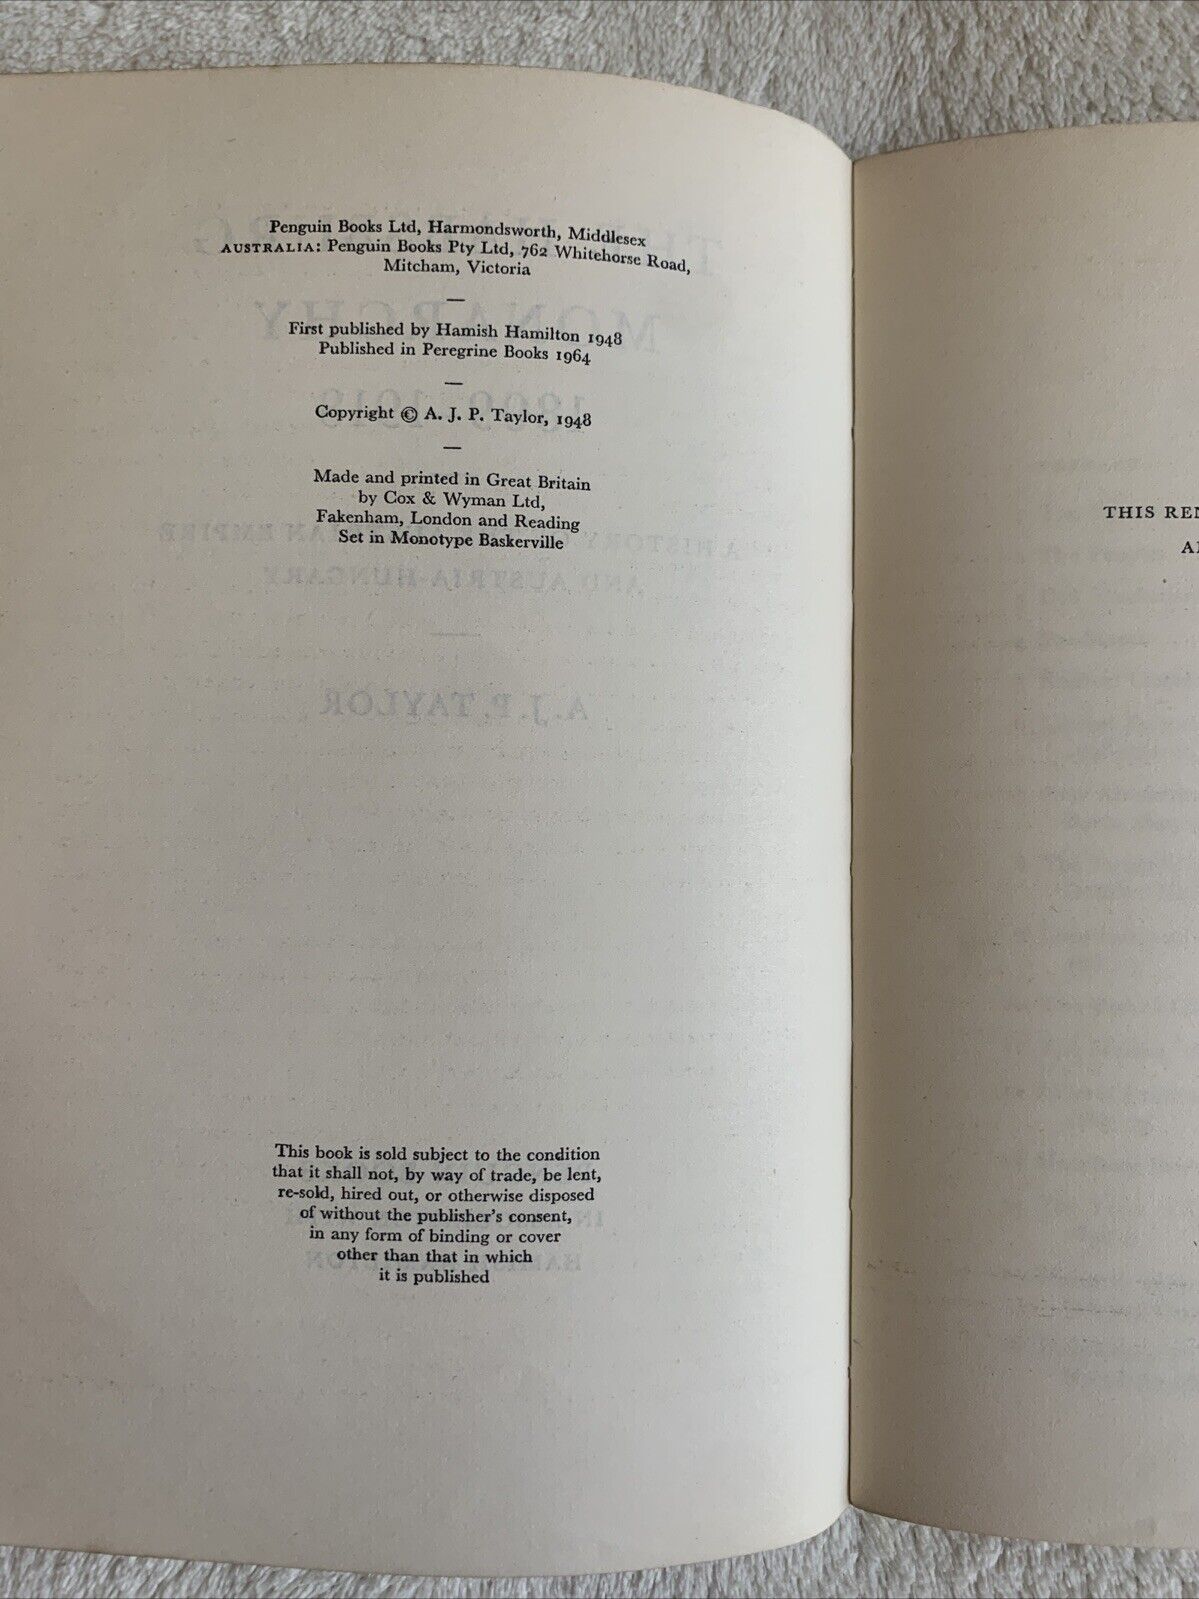 Penguin Books Ltd, Harmondsworth, Middlesex
AUSTRALIA: Penguin Books Pty Ltd, 762 Whitehorse Road,
Mitcham, Victoria
First published by Hamish Hamilton 1948
Published in Peregrine Books 1964
Copyright © A. J. P. Taylor, 1948
Made and printed in Great Britain
by Cox & Wyman Ltd,
Fakenham, London and Reading
Set in Monotype Baskerville
A. J. P. TAYLOR
This book is sold subject to the condition
that it shall not, by way of trade, be lent,
re-sold, hired out, or otherwise disposed
of without the publisher's consent,
in any form of binding or cover
other than that in which
it is published
THIS